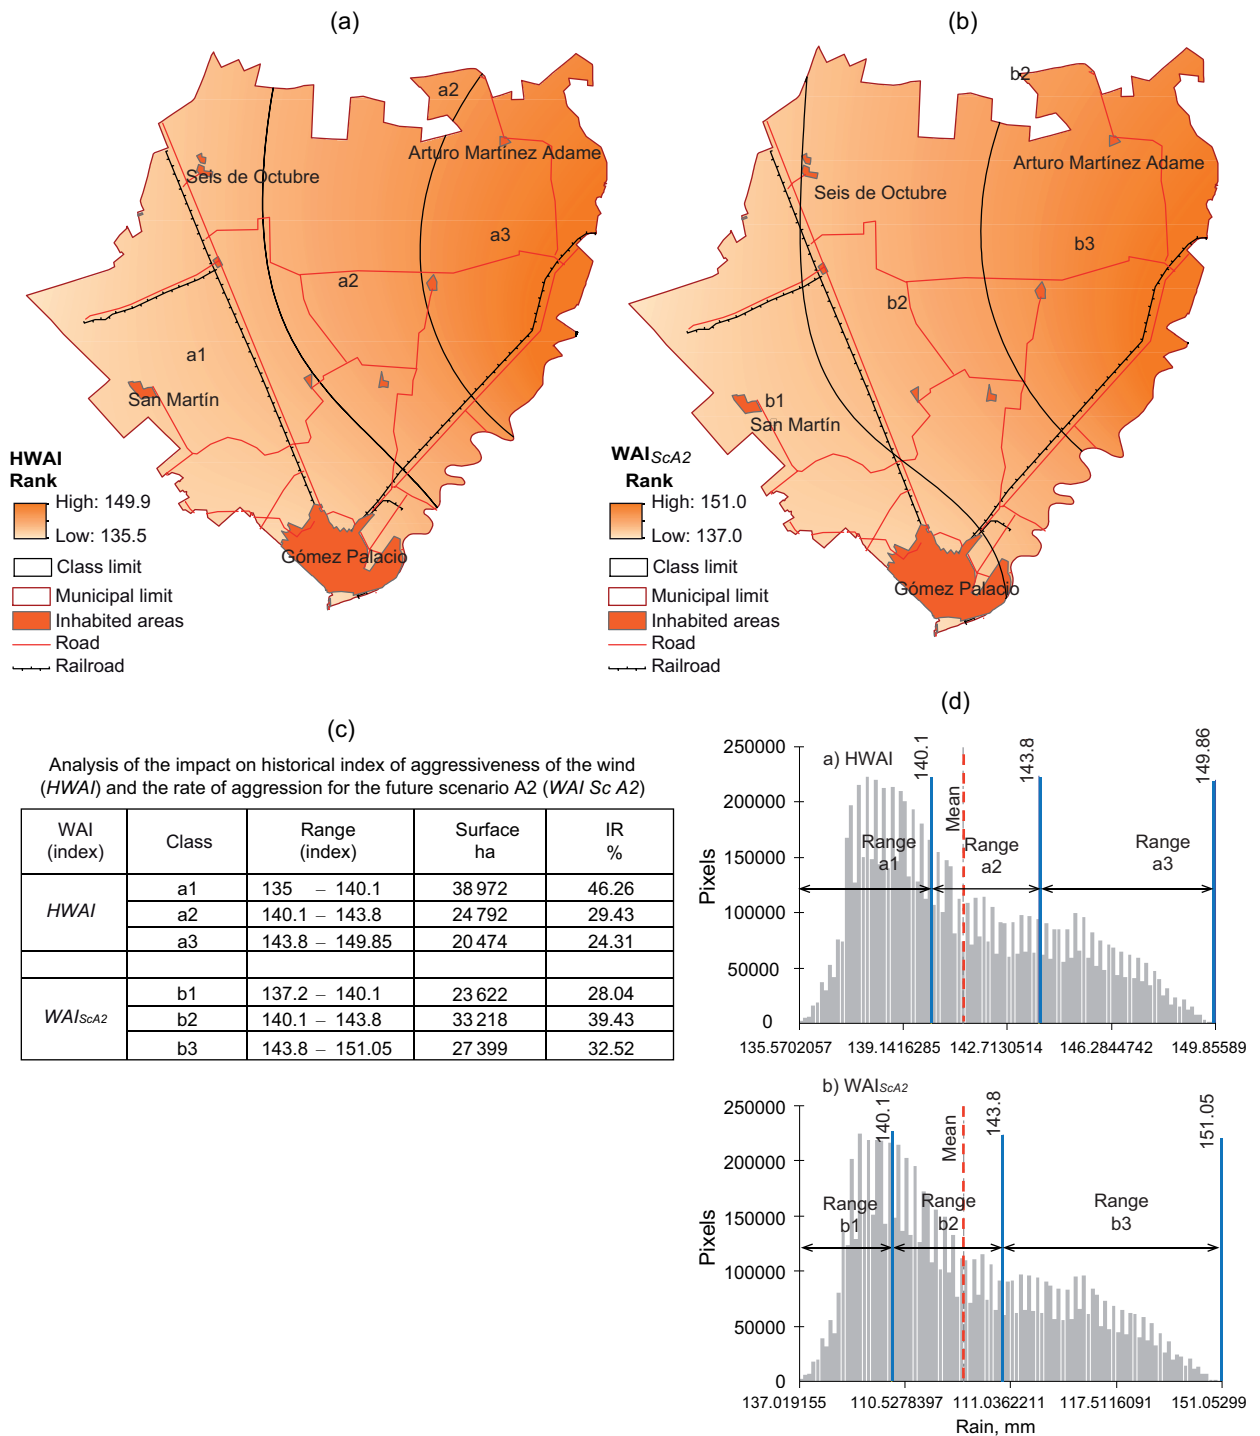 (a)
a2
Arturo Martínez Adame
Seis de Octubre
a3
a2
a1
San Martín
Gómez Palacio
HWAI
Rank
High: 149.9
Low: 135.5
Class limit
Municipal limit
Inhabited areas
Road
Railroad
(b)
b2
Arturo Martínez Adame
Seis de Octubre
b3
b2
b1
San Martín
Gómez Palacio
WAIScA2
Rank
High: 151.0
Low: 137.0
Class limit
Municipal limit
Inhabited areas
Road
Railroad
(c)
Analysis of the impact on historical index of aggressiveness of the wind
(HWAI) and the rate of aggression for the future scenario A2 (WAI Sc A2)
WAI (index) Class Range (index) Surface ha IR %
HWAI
a1 135 – 140.1 38 972 46.26
a2 140.1 – 143.8 24 792 29.43
a3 143.8 – 149.85 20 474 24.31
WAIScA2
b1 137.2 – 140.1 23 622 28.04
b2 140.1 – 143.8 33 218 39.43
b3 143.8 – 151.05 27 399 32.52
(d)
a) HWAI
140.1
Mean
143.8
149.86
Range a1
Range a2
Range a3
Pixels
250000
200000
150000
100000
50000
0
135.5702057 139.1416285 142.7130514 146.2844742 149.85589
b) WAIScA2
140.1
Mean
143.8
151.05
Range b1
Range b2
Range b3
Pixels
250000
200000
150000
100000
50000
0
137.019155 110.5278397 111.0362211 117.5116091 151.05299
Rain, mm